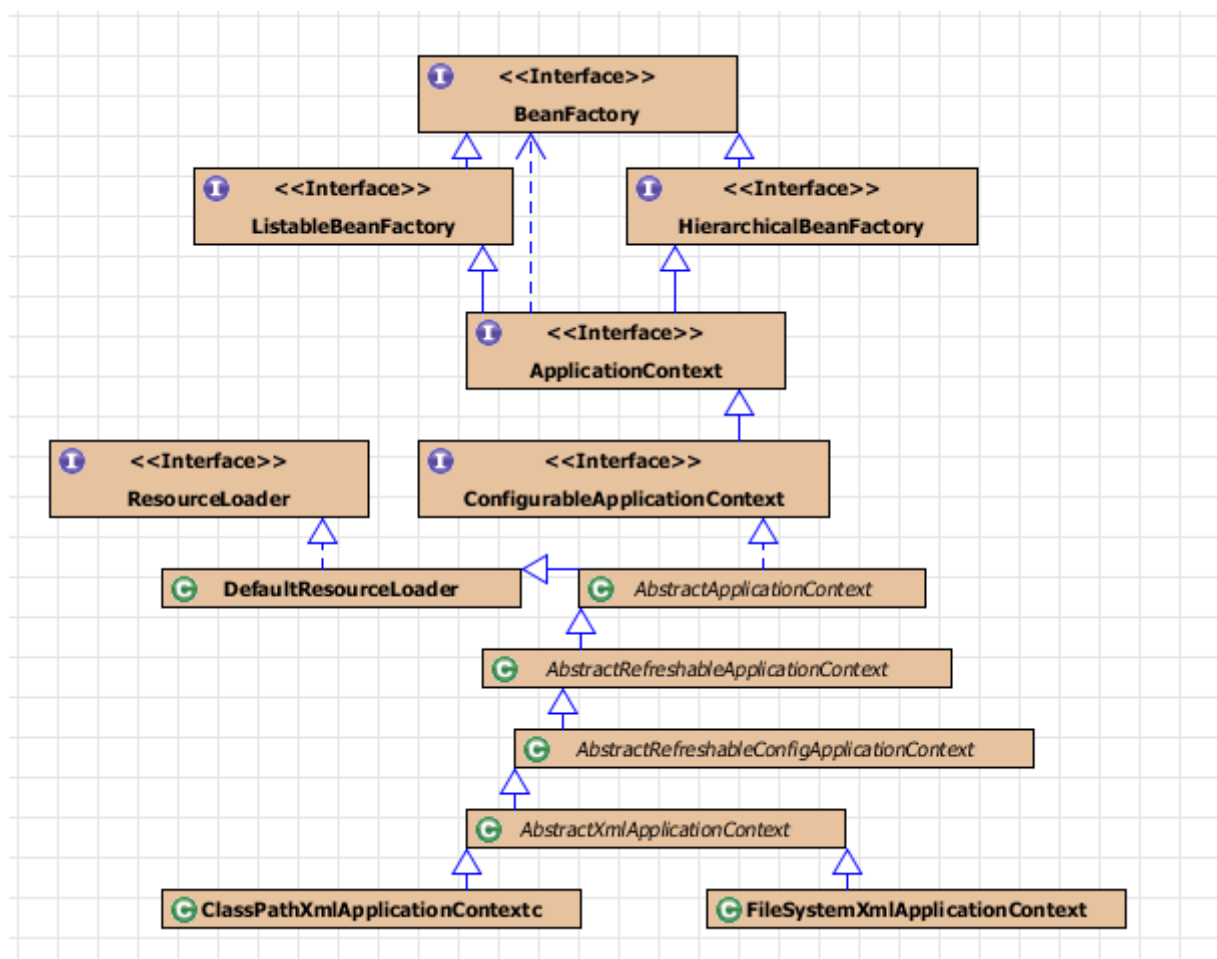 I
<<Interface>>
BeanFactory
I
<<Interface>>
ListableBeanFactory
I
<<Interface>>
HierarchicalBeanFactory
I
<<Interface>>
ApplicationContext
I
<<Interface>>
ResourceLoader
I
<<Interface>>
ConfigurableApplicationContext
C DefaultResourceLoader
C AbstractApplicationContext
C AbstractRefreshableApplicationContext
C AbstractRefreshableConfigApplicationContext
C AbstractXmlApplicationContext
C ClassPathXmlApplicationContextc
C FileSystemXmlApplicationContext